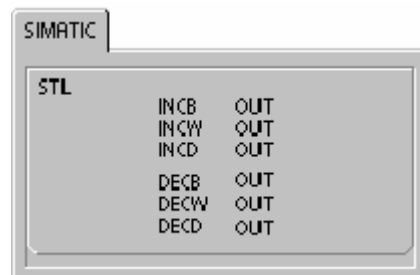 SIMATIC
STL
INCB OUT
INCW OUT
INCD OUT
DECB OUT
DECW OUT
DECD OUT